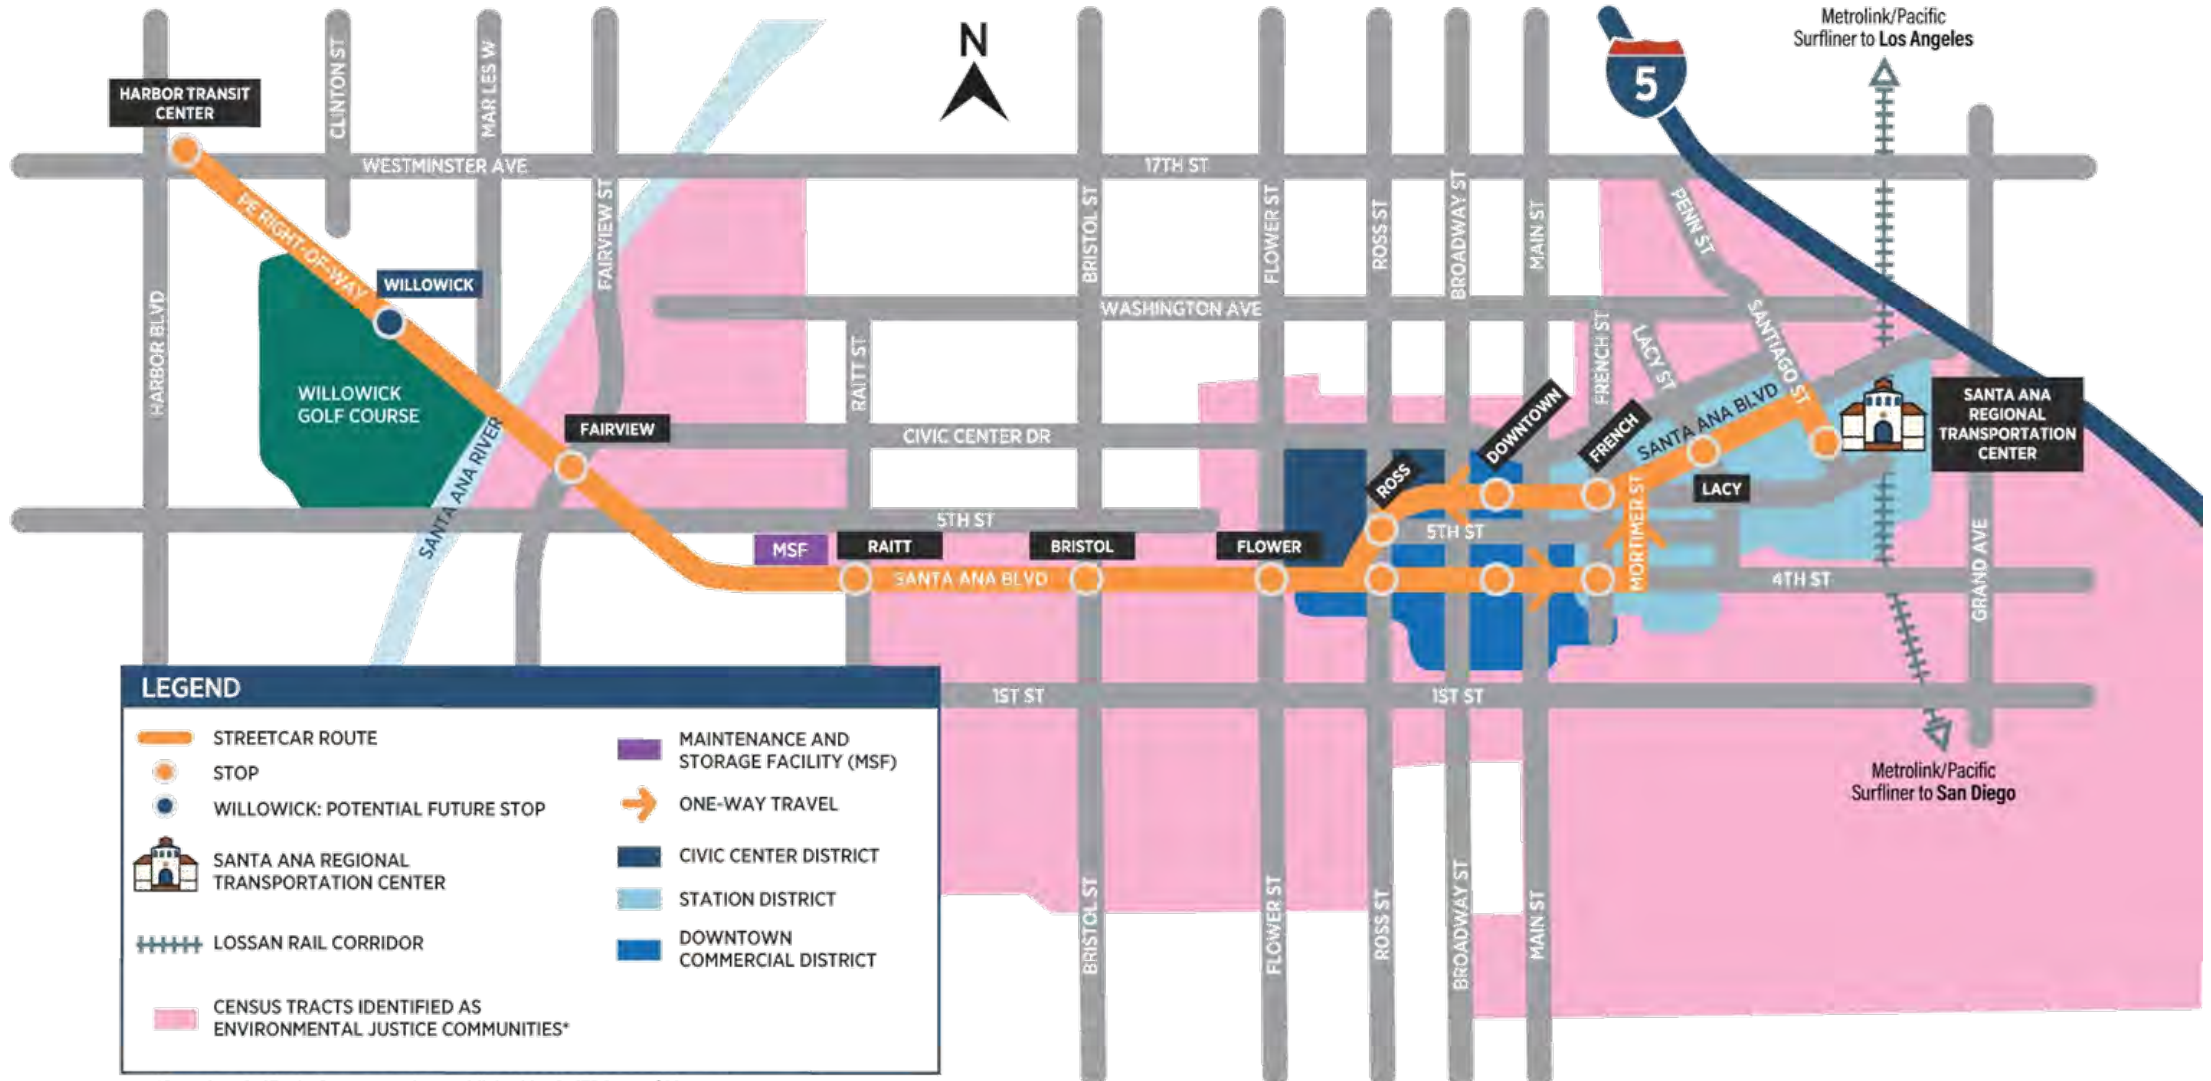 Metrolink/Pacific
Surfliner to Los Angeles
N
5
HARBOR TRANSIT
CENTER
CLINTON ST
MAR LES W
WESTMINSTER AVE
17TH ST
PE RIGHT-OF-WAY
FAIRVIEW ST
BRISTOL ST
FLOWER ST
ROSS ST
BROADWAY ST
MAIN ST
PENN ST
WILLOWICK
HARBOR BLVD
WASHINGTON AVE
RAITT ST
FRENCH ST
LACY ST
SANTIAGO ST
WILLOWICK
GOLF COURSE
SANTA ANA RIVER
FAIRVIEW
CIVIC CENTER DR
ROSS
DOWNTOWN
FRENCH
SANTA ANA BLVD
LACY
SANTA ANA
REGIONAL
TRANSPORTATION
CENTER
5TH ST
5TH ST
MSF
RAITT
BRISTOL
FLOWER
SANTA ANA BLVD
MORTIMER ST
4TH ST
GRAND AVE
1ST ST
1ST ST
Metrolink/Pacific
Surfliner to San Diego
BRISTOL ST
FLOWER ST
ROSS ST
BROADWAY ST
MAIN ST
LEGEND
STREETCAR ROUTE
STOP
WILLOWICK: POTENTIAL FUTURE STOP
SANTA ANA REGIONAL
TRANSPORTATION CENTER
LOSSAN RAIL CORRIDOR
CENSUS TRACTS IDENTIFIED AS
ENVIRONMENTAL JUSTICE COMMUNITIES*
MAINTENANCE AND
STORAGE FACILITY (MSF)
ONE-WAY TRAVEL
CIVIC CENTER DISTRICT
STATION DISTRICT
DOWNTOWN
COMMERCIAL DISTRICT